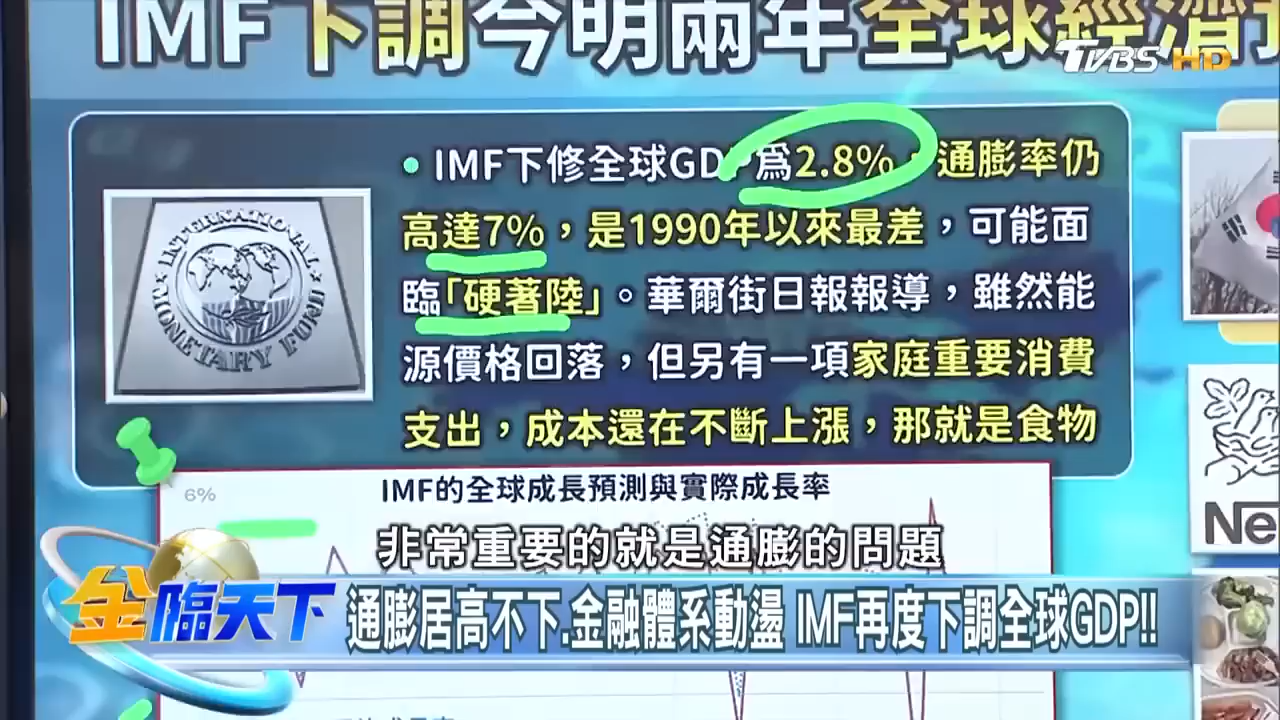 IMF下調今明兩年全球經濟
TVBS HD
• IMF下修全球GDP為2.8%，通膨率仍
高達7%，是1990年以來最差，可能面
臨「硬著陸」。華爾街日報報導，雖然能
源價格回落，但另有一項家庭重要消費
支出，成本還在不斷上漲，那就是食物
INTERNATIONAL
MONETARY FUND
6%
IMF的全球成長預測與實際成長率
非常重要的就是通膨的問題
金臨天下
通膨居高不下.金融體系動盪 IMF再度下調全球GDP!!
Ne